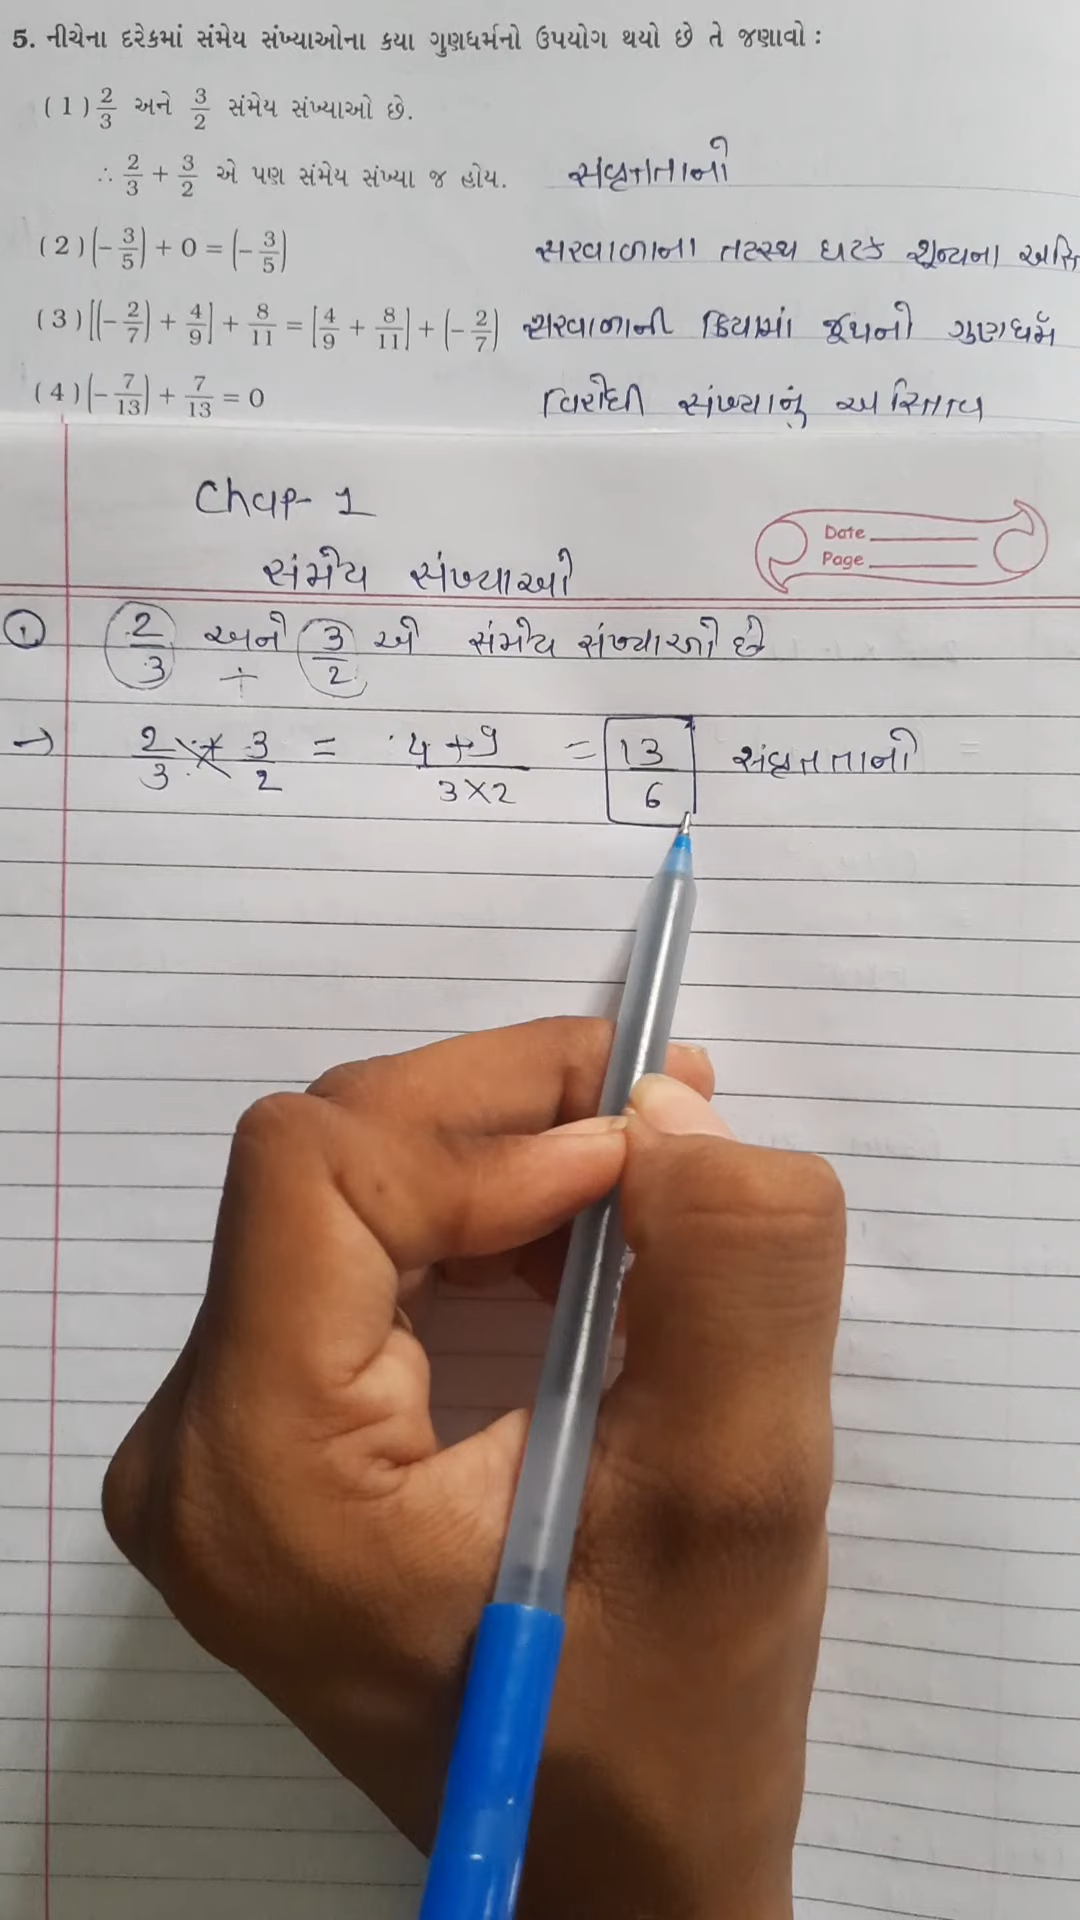 5. નીચેના દરેકમાં સંમેય સંખ્યાઓના કયા ગુણધર્મનો ઉપયોગ થયો છે તે જણાવો :
(1) 2/3 અને 3/2 સંમેય સંખ્યાઓ છે.
∴ 2/3 + 3/2 એ પણ સંમેય સંખ્યા જ હોય. સંવૃત્તતાનો
(2) (-3/5) + 0 = (-3/5) સરવાળાના તટસ્થ ઘટક શૂન્યના
(3) [(-2/7) + 4/9] + 8/11 = [4/9 + 8/11] + (-2/7) સરવાળાની ક્રિયામાં જૂથનો ગુણધર્મ
(4) (-7/13) + 7/13 = 0 વિરોધી સંખ્યાનું અસ્તિત્વ
Chap- 1
Date
સંમેય સંખ્યાઓ
Page
1 2/3 અને 3/2 એ સંમેય સંખ્યાઓ છે
+
→ 2/3 + 3/2 = 4+9/3×2 = 13/6 સંવૃત્તતાનો